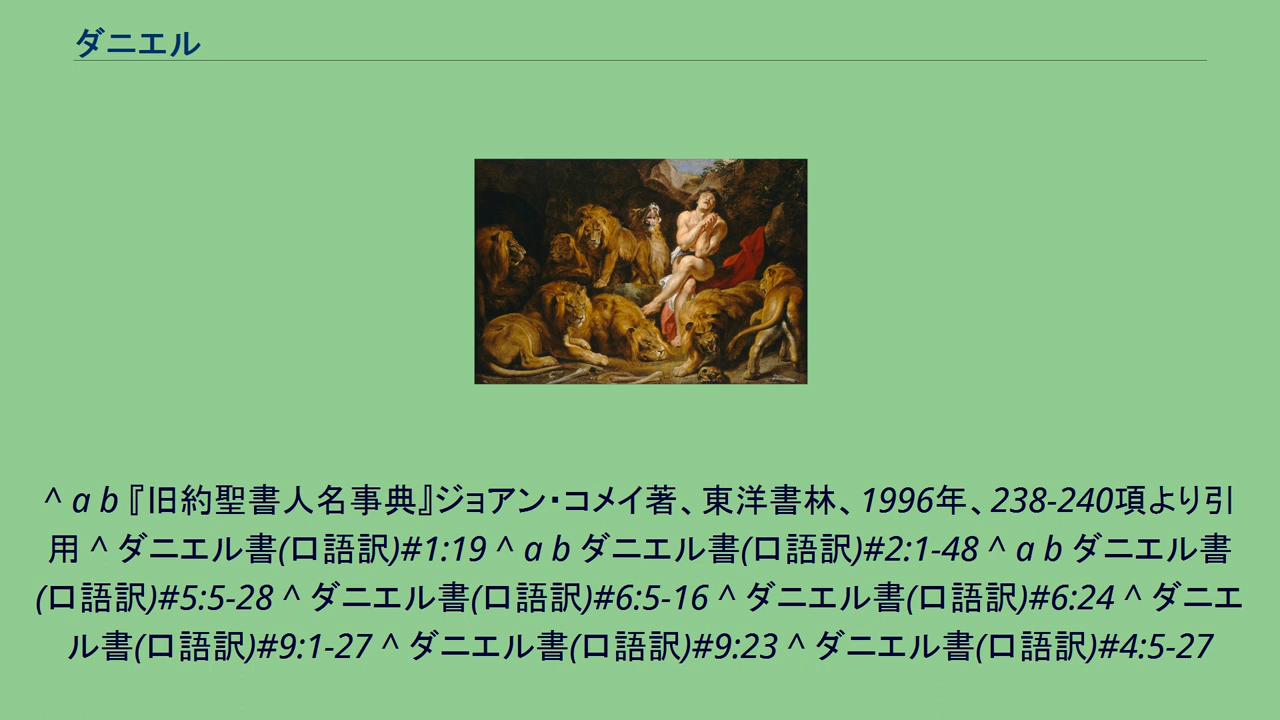 ダニエル
^ a b 『旧約聖書人名事典』ジョアン・コメイ著、東洋書林、1996年、238-240項より引
用 ^ ダニエル書(口語訳)#1:19 ^ a b ダニエル書(口語訳)#2:1-48 ^ a b ダニエル書
(口語訳)#5:5-28 ^ ダニエル書(口語訳)#6:5-16 ^ ダニエル書(口語訳)#6:24 ^ ダニエ
ル書(口語訳)#9:1-27 ^ ダニエル書(口語訳)#9:23 ^ ダニエル書(口語訳)#4:5-27